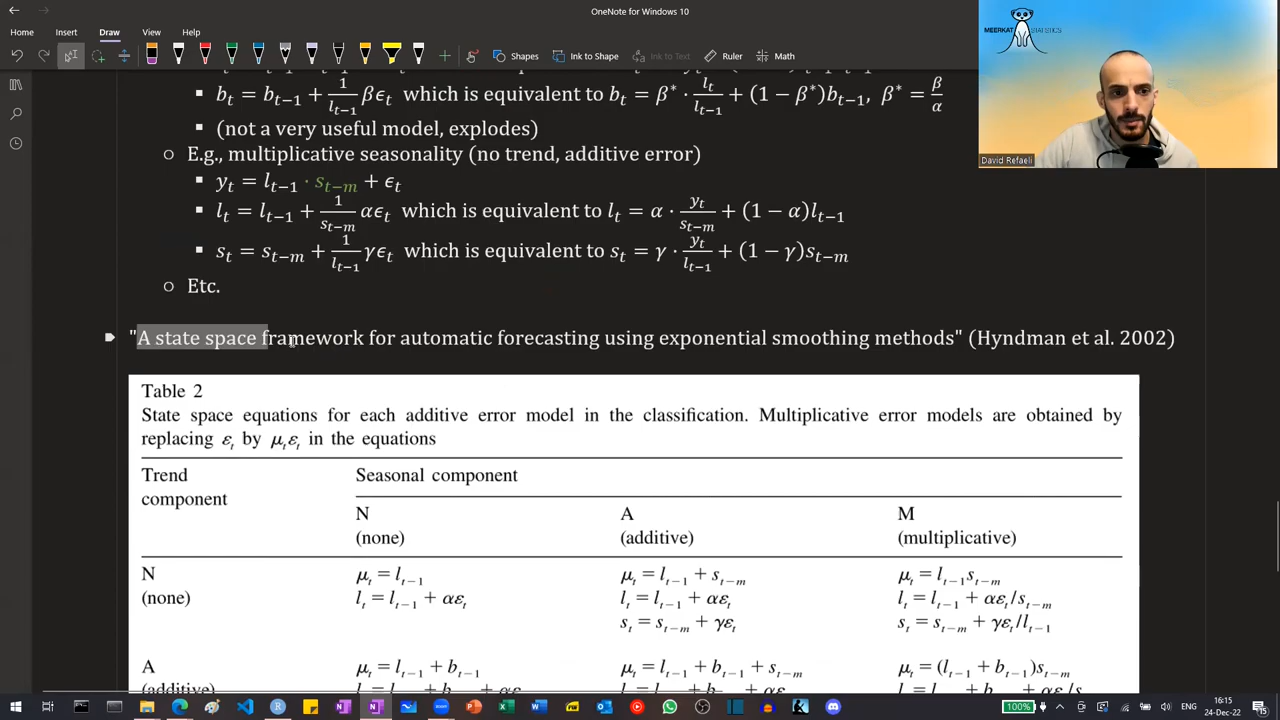 OneNote for Windows 10
Home Insert Draw View Help
Shapes Ink to Shape Ink to Text Ruler Math
MEERKAT STATISTICS
David Refaeli
▪ b_t = b_{t−1} + 1/l_{t−1} βϵ_t which is equivalent to b_t = β* · l_t/l_{t−1} + (1 − β*)b_{t−1}, β* = β/α
▪ (not a very useful model, explodes)
○ E.g., multiplicative seasonality (no trend, additive error)
▪ y_t = l_{t−1} · s_{t−m} + ϵ_t
▪ l_t = l_{t−1} + 1/s_{t−m} αϵ_t which is equivalent to l_t = α · y_t/s_{t−m} + (1 − α)l_{t−1}
▪ s_t = s_{t−m} + 1/l_{t−1} γϵ_t which is equivalent to s_t = γ · y_t/l_{t−1} + (1 − γ)s_{t−m}
○ Etc.
"A state space framework for automatic forecasting using exponential smoothing methods" (Hyndman et al. 2002)
Table 2
State space equations for each additive error model in the classification. Multiplicative error models are obtained by
replacing ε_t by μ_tε_t in the equations
Trend Seasonal component
component
N A M
(none) (additive) (multiplicative)
N μ_t = l_{t−1} μ_t = l_{t−1} + s_{t−m} μ_t = l_{t−1}s_{t−m}
(none) l_t = l_{t−1} + αε_t l_t = l_{t−1} + αε_t l_t = l_{t−1} + αε_t/s_{t−m}
s_t = s_{t−m} + γε_t s_t = s_{t−m} + γε_t/l_{t−1}
A μ_t = l_{t−1} + b_{t−1} μ_t = l_{t−1} + b_{t−1} + s_{t−m} μ_t = (l_{t−1} + b_{t−1})s_{t−m}
(additive)
100% 16:15
24-Dec-22